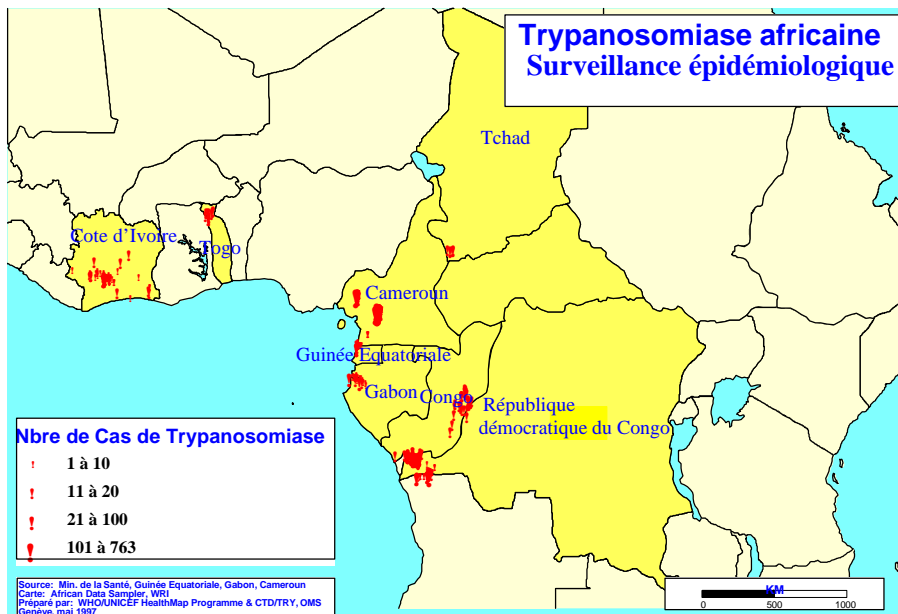 Trypanosomiase africaine
Surveillance épidémiologique
Tchad
Cote d'Ivoire
Togo
Cameroun
Guinée Equatoriale
Gabon
Congo
République
démocratique du Congo
Nbre de Cas de Trypanosomiase
1 à 10
11 à 20
21 à 100
101 à 763
Source: Min. de la Santé, Guinée Equatoriale, Gabon, Cameroun
Carte: African Data Sampler, WRI
Préparé par: WHO/UNICEF HealthMap Programme & CTD/TRY, OMS
Genève, mai 1997
KM
0 500 1000